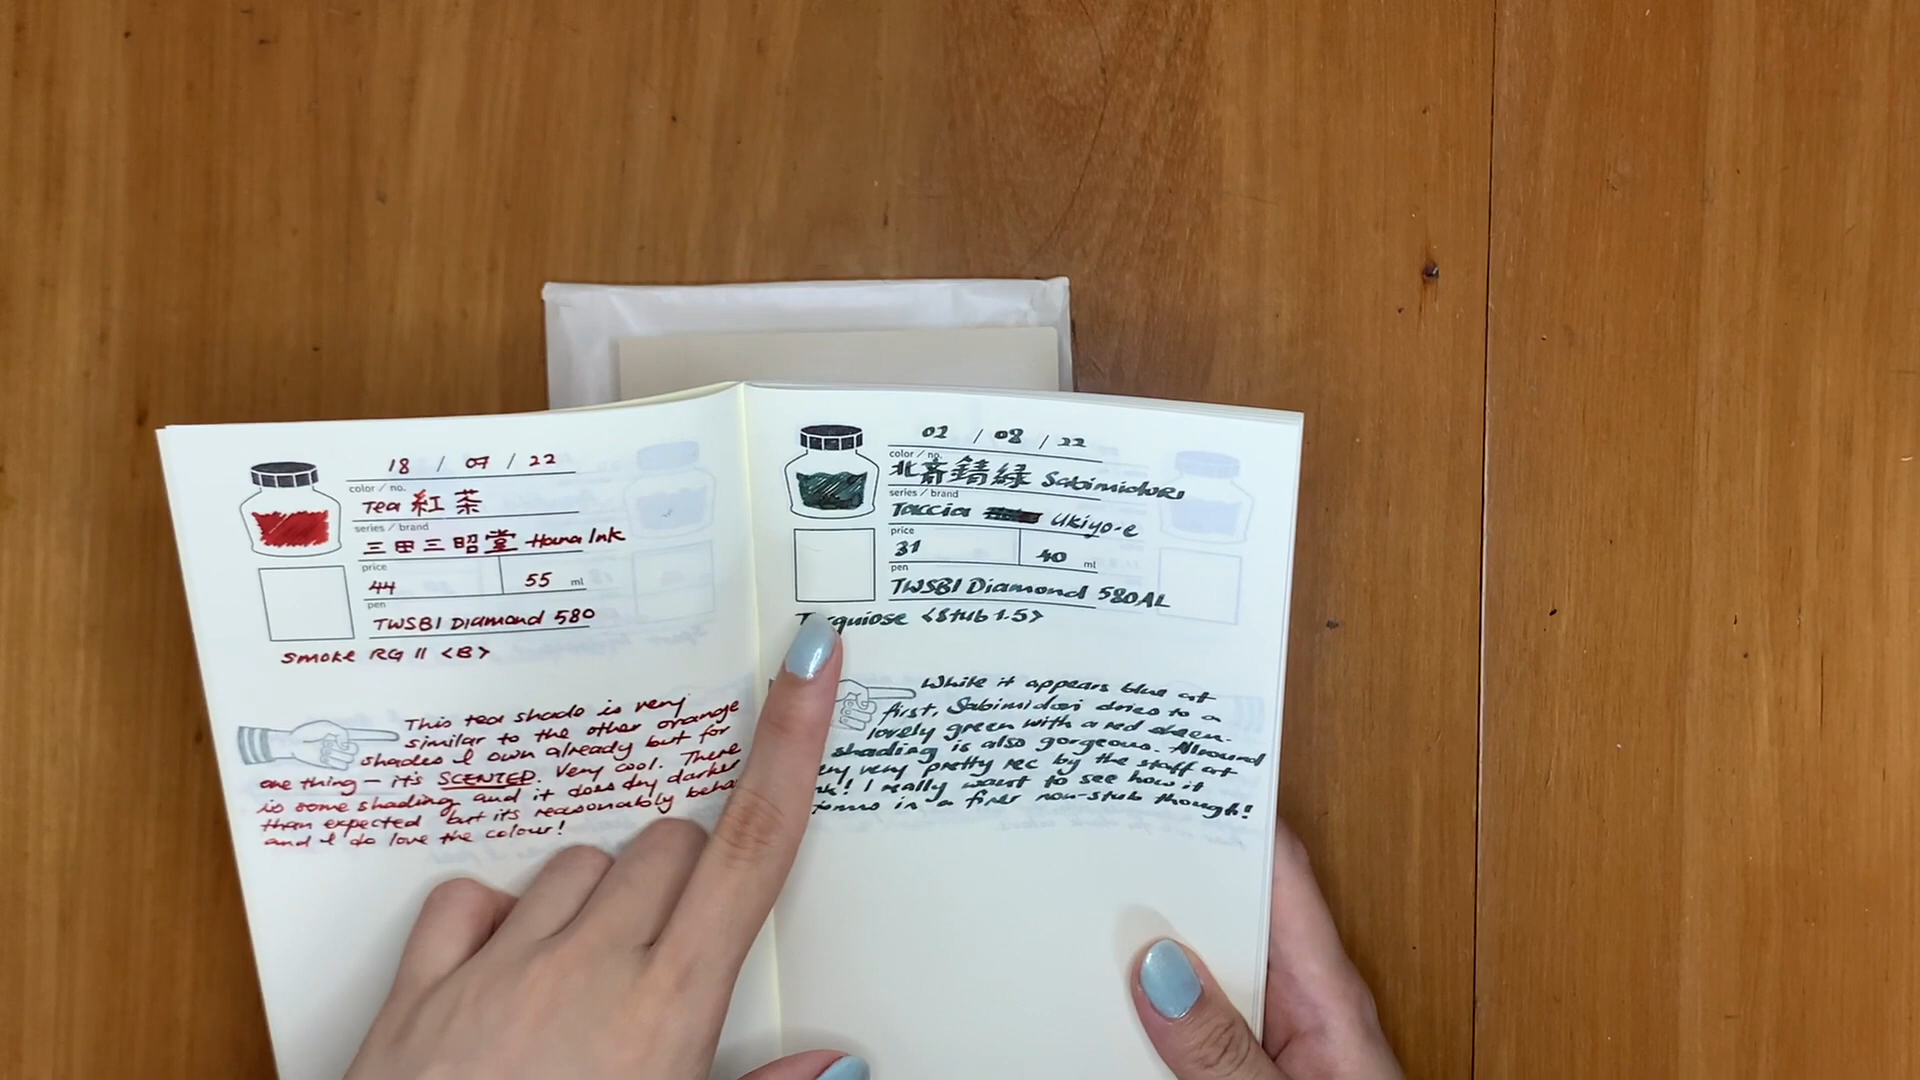 18 / 07 / 22
color / no.
Tea 紅茶
series / brand
三田三昭堂 Hana Ink
price
44
55 ml
pen
TWSBI Diamond 580
Smoke RG II <B>
This tea shade is very
similar to the other orange
shades I own already but for
one thing - it's SCENTED. Very cool. There
is some shading and it does dry darker
than expected but its reasonably
and I do love the colour!
02 / 08 / 22
color / no.
北斎錆緑 Sabimidori
series / brand
Taccia Ukiyo-e
price
31
40 ml
pen
TWSBI Diamond 580AL
<Stub 1.5>
While it appears blue at
first, Sabimidori dries to a
lovely green with a red sheen.
shading is also gorgeous. Allround
very pretty rec by the staff at
I really want to see how it
in a finer non-stub though!